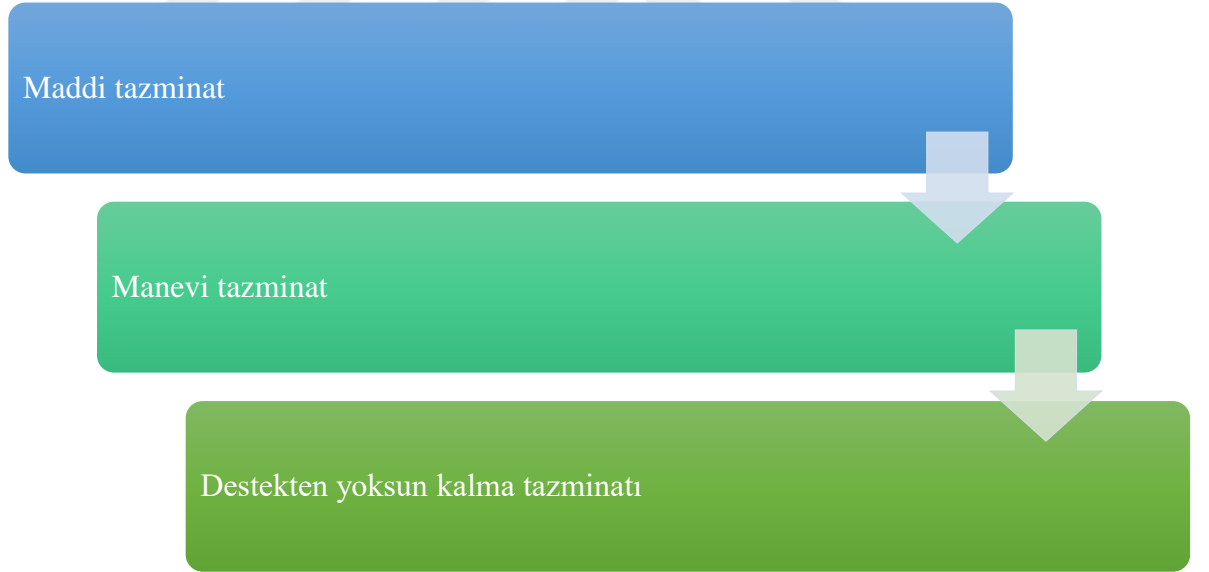 Maddi tazminat
Manevi tazminat
Destekten yoksun kalma tazminatı